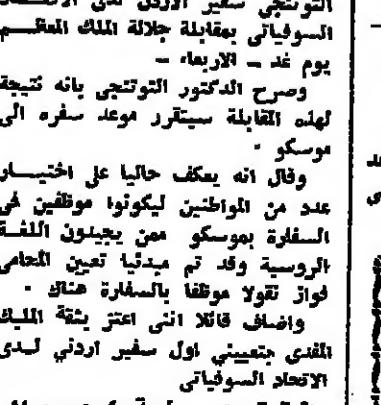 التوتنجي سفير الاردن لدى الاتحاد
السوفياتي بمقابلة جلالة الملك المعظم
يوم غد ـ الاربعاء ـ
وصرح الدكتور التوتنجي بانه نتيجة
لهذه المقابلة سيتقرر موعد سفره الى
موسكو ٠
وقال انه يعكف حاليا على اختيار
عدد من المواطنين ليكونوا موظفين في
السفارة بموسكو ممن يجيدون اللغة
الروسية وقد تم مبدئيا تعيين المحامي
فواز نقولا موظفا بالسفارة هناك ٠
واضاف قائلا انني اعتز بثقة المليك
المفدى بتعييني اول سفير اردني لدى
الاتحاد السوفياتي